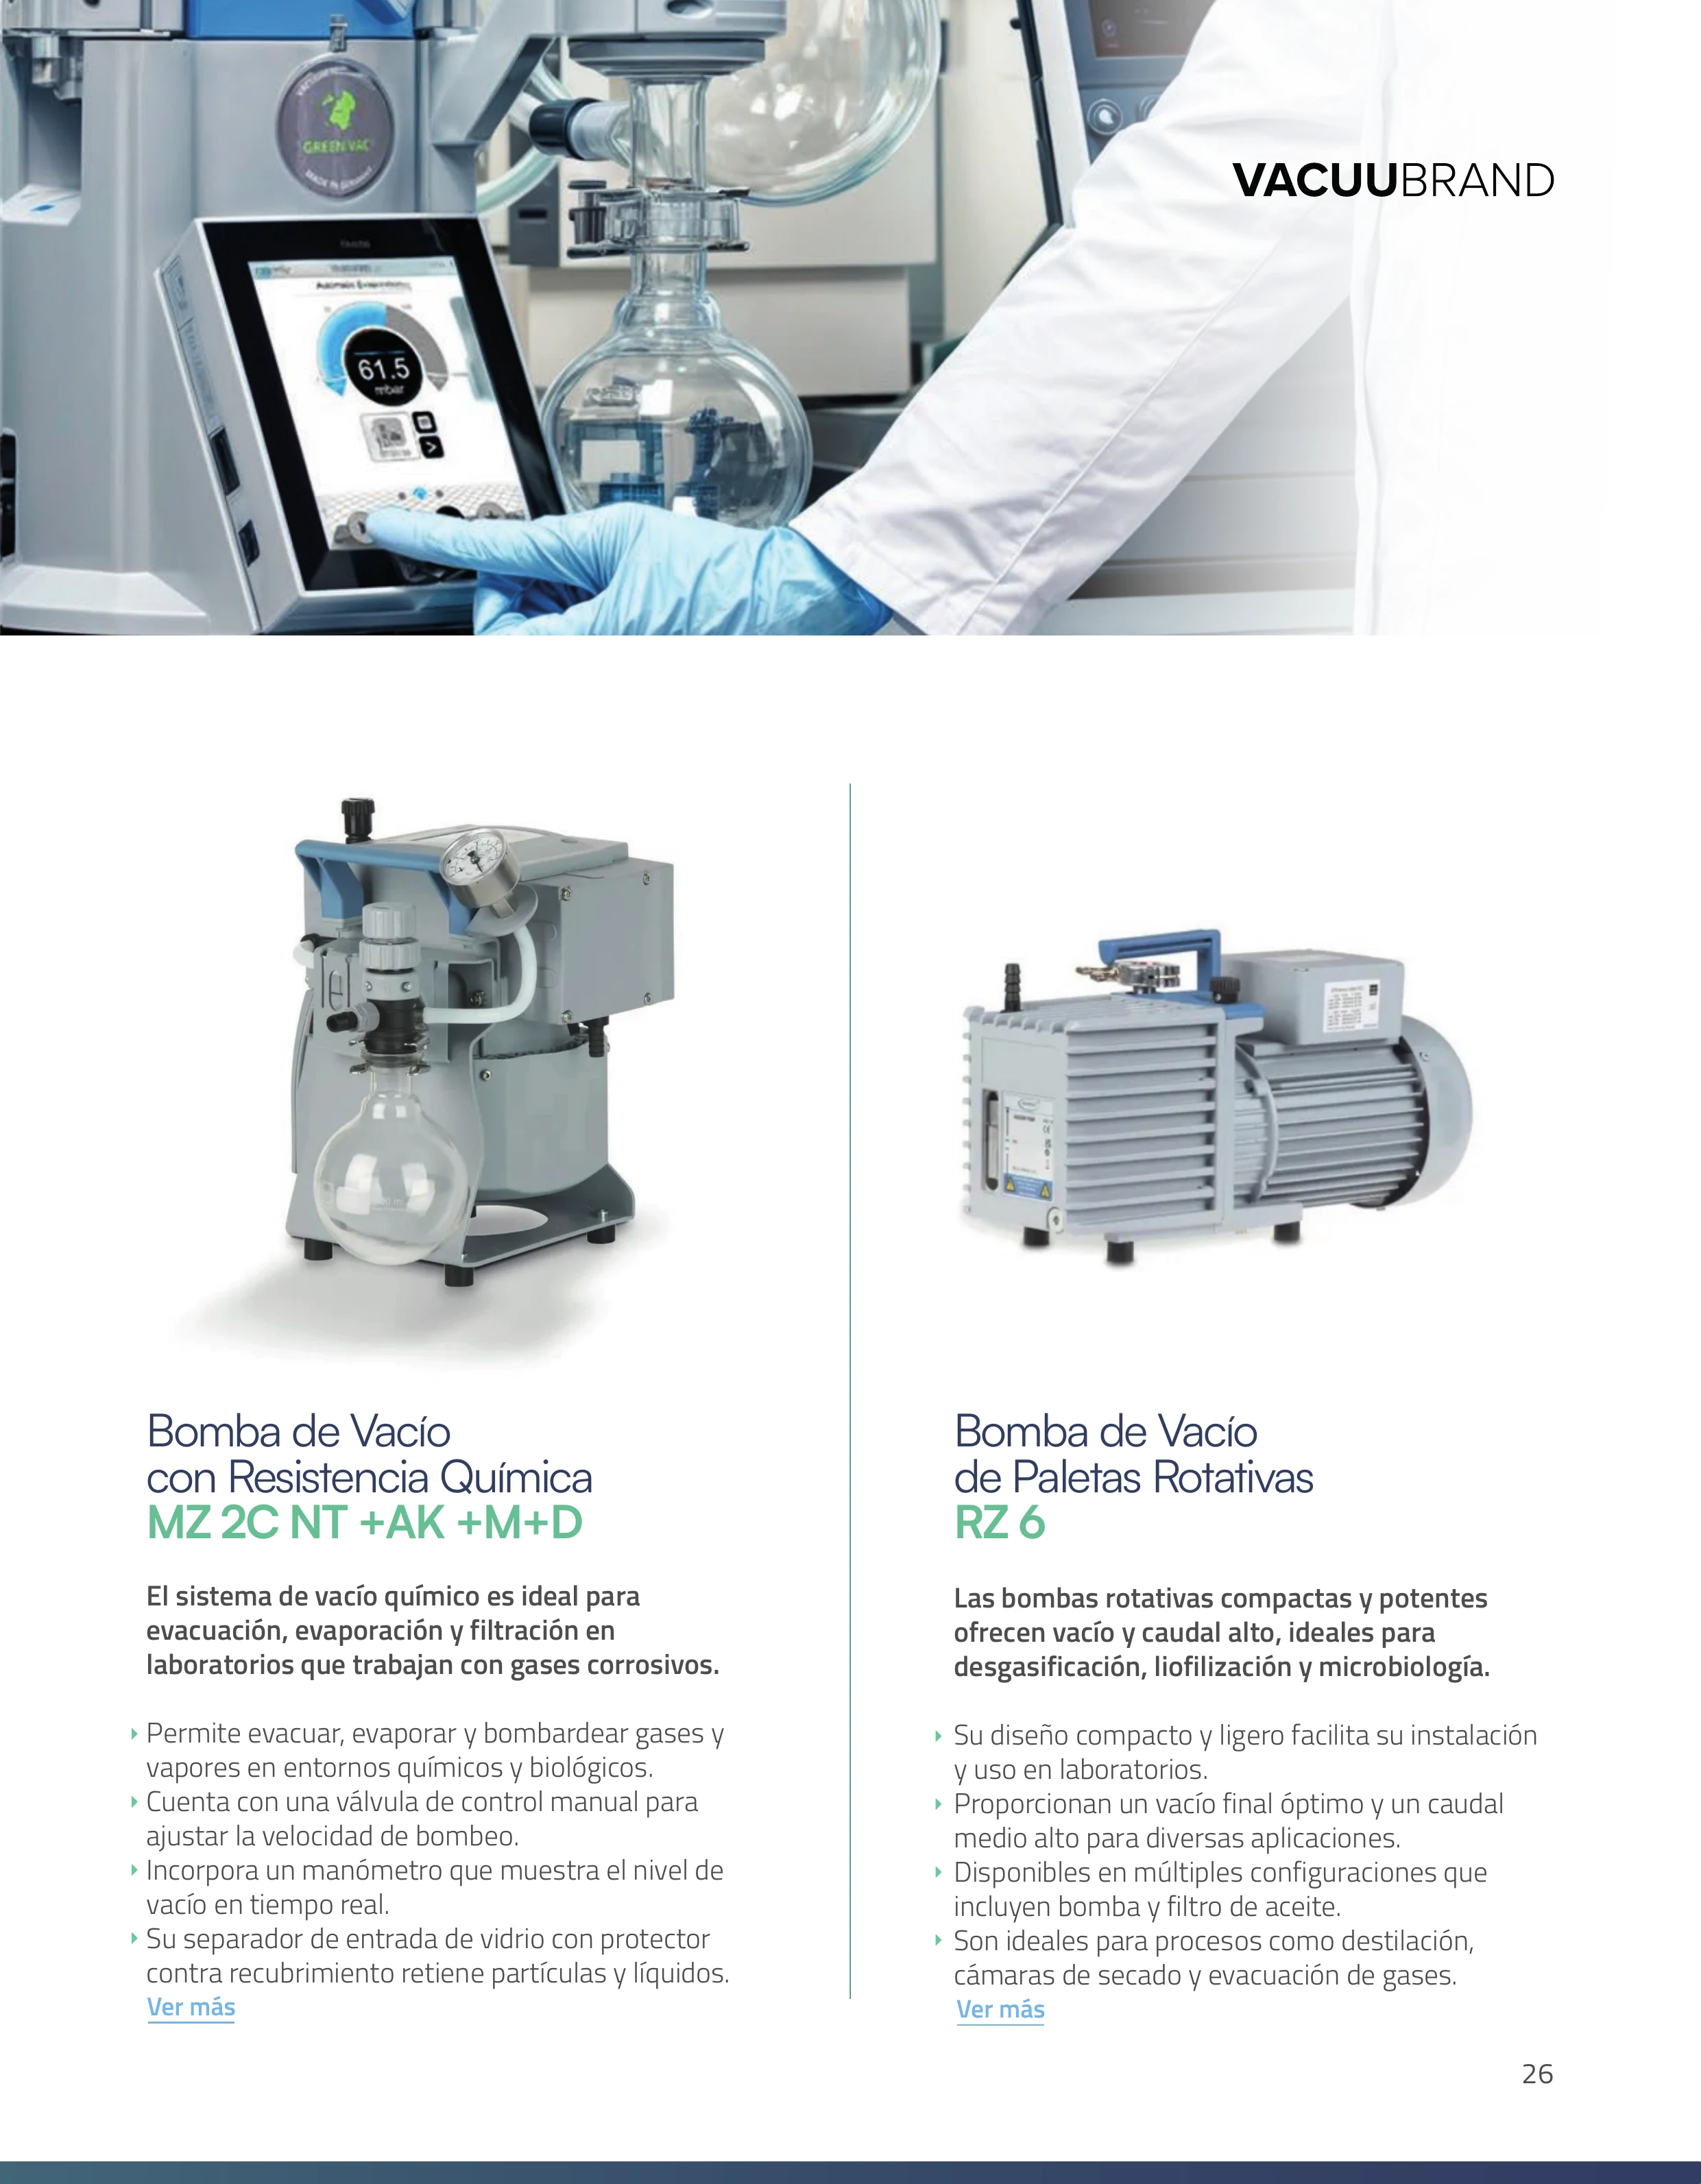 GREEN VAC
MADE IN GERMANY
VACUUBRAND
61.5
mbar
Bomba de Vacío
con Resistencia Química
MZ 2C NT +AK +M+D
El sistema de vacío químico es ideal para
evacuación, evaporación y filtración en
laboratorios que trabajan con gases corrosivos.
Permite evacuar, evaporar y bombardear gases y
vapores en entornos químicos y biológicos.
Cuenta con una válvula de control manual para
ajustar la velocidad de bombeo.
Incorpora un manómetro que muestra el nivel de
vacío en tiempo real.
Su separador de entrada de vidrio con protector
contra recubrimiento retiene partículas y líquidos.
Ver más
Bomba de Vacío
de Paletas Rotativas
RZ 6
Las bombas rotativas compactas y potentes
ofrecen vacío y caudal alto, ideales para
desgasificación, liofilización y microbiología.
Su diseño compacto y ligero facilita su instalación
y uso en laboratorios.
Proporcionan un vacío final óptimo y un caudal
medio alto para diversas aplicaciones.
Disponibles en múltiples configuraciones que
incluyen bomba y filtro de aceite.
Son ideales para procesos como destilación,
cámaras de secado y evacuación de gases.
Ver más
26